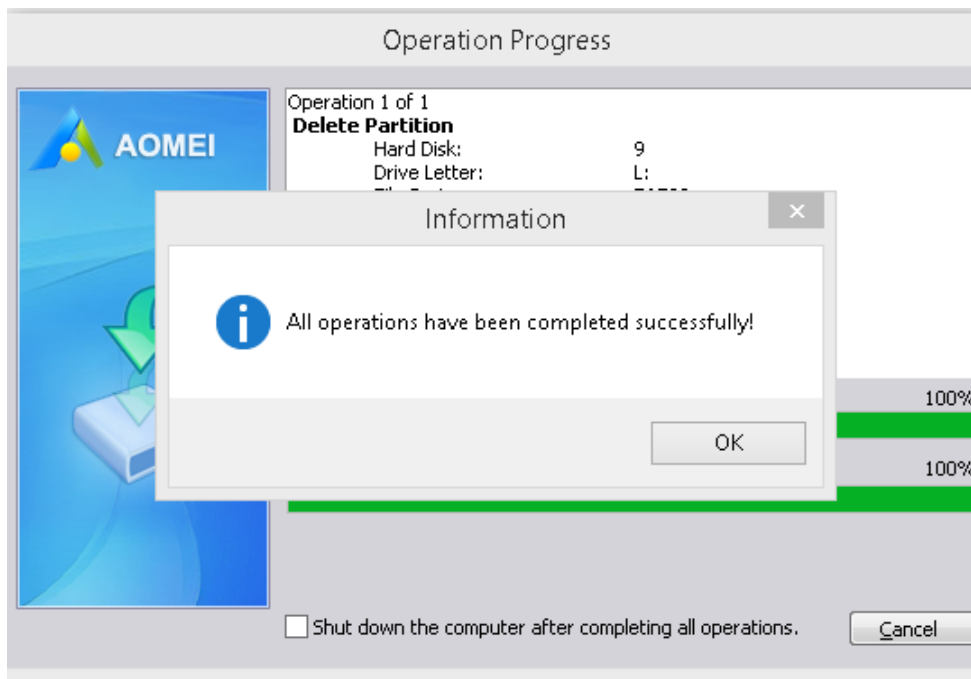 Operation Progress
AOMEI
Operation 1 of 1
Delete Partition
Hard Disk: 9
Drive Letter: L:
Information
All operations have been completed successfully!
OK
100%
100%
Shut down the computer after completing all operations.
Cancel